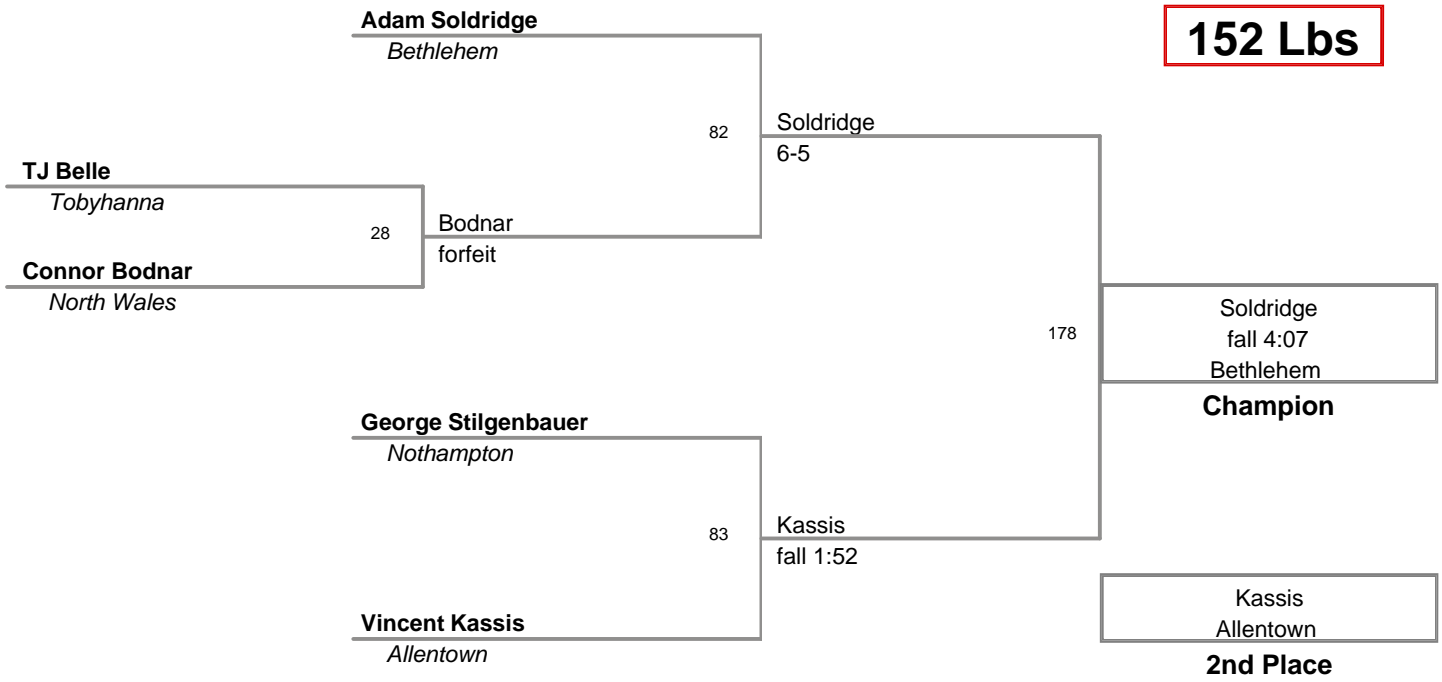 Adam Soldridge
Bethlehem
152 Lbs
82
Soldridge
6-5
TJ Belle
Tobyhanna
28
Bodnar
forfeit
Connor Bodnar
North Wales
178
Soldridge
fall 4:07
Bethlehem
Champion
George Stilgenbauer
Nothampton
83
Kassis
fall 1:52
Vincent Kassis
Allentown
Kassis
Allentown
2nd Place